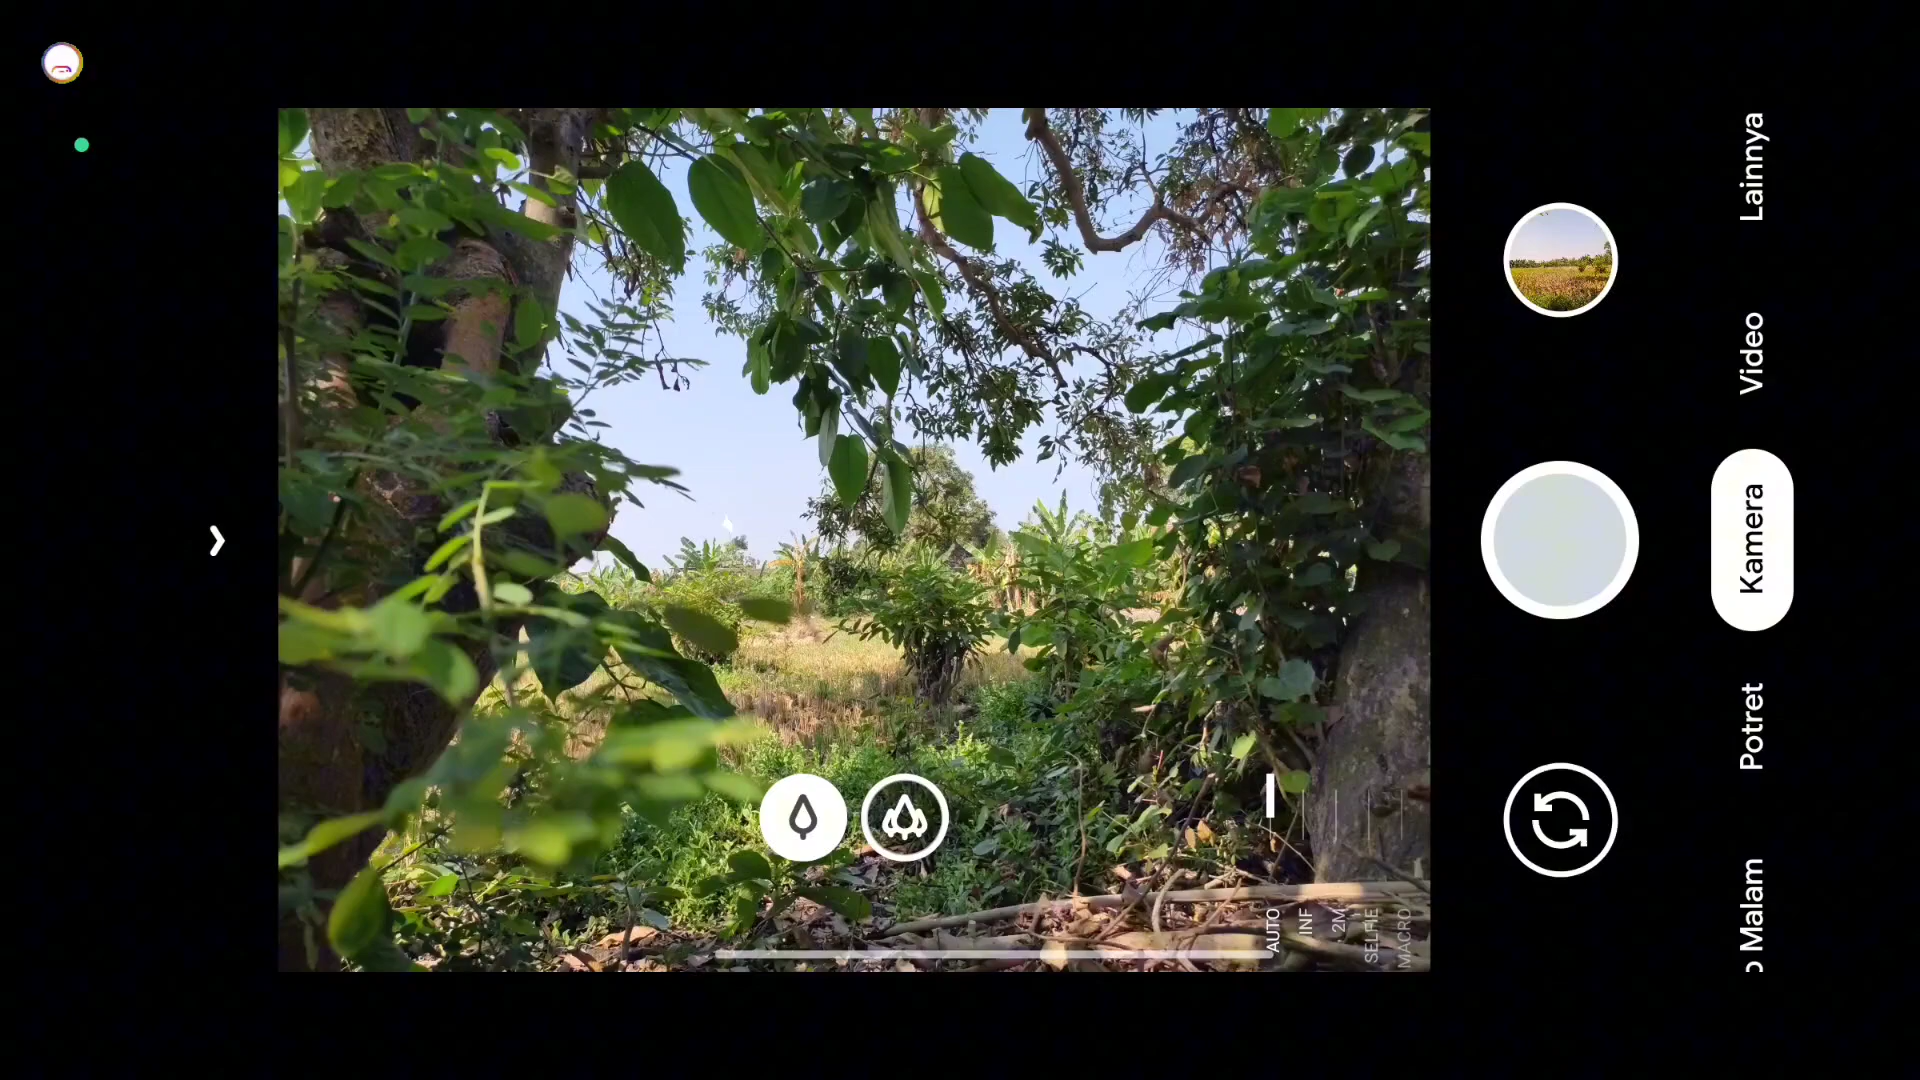 Lainnya
Video
Kamera
Potret
o Malam
AUTO
INF
2M
SELFIE
MACRO